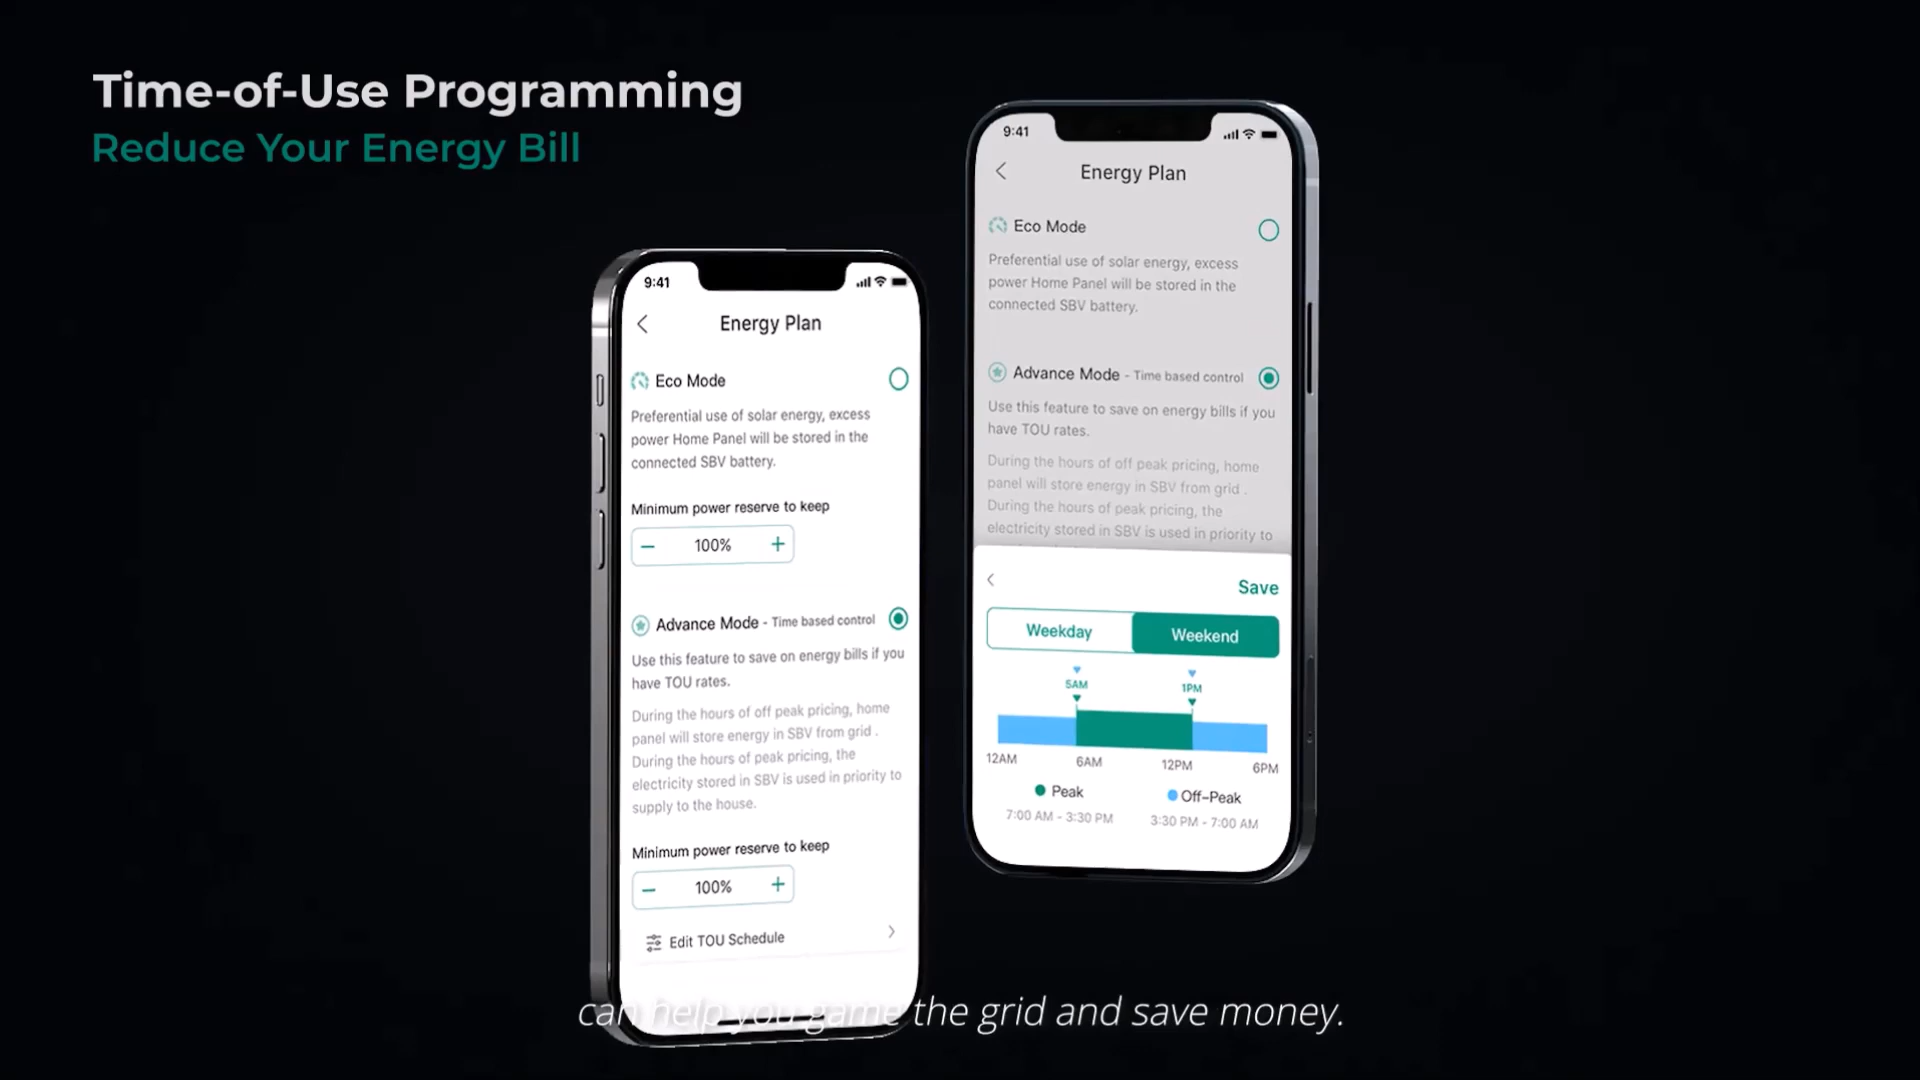 Time-of-Use Programming
Reduce Your Energy Bill
9:41
Energy Plan
Eco Mode
Preferential use of solar energy, excess
power Home Panel will be stored in the
connected SBV battery.
Minimum power reserve to keep
− 100% +
Advance Mode - Time based control
Use this feature to save on energy bills if you
have TOU rates.
During the hours of off peak pricing, home
panel will store energy in SBV from grid .
During the hours of peak pricing, the
electricity stored in SBV is used in priority to
supply to the house.
Minimum power reserve to keep
− 100% +
Edit TOU Schedule
9:41
Energy Plan
Eco Mode
Preferential use of solar energy, excess
power Home Panel will be stored in the
connected SBV battery.
Advance Mode - Time based control
Use this feature to save on energy bills if you
have TOU rates.
During the hours of off peak pricing, home
panel will store energy in SBV from grid .
During the hours of peak pricing, the
electricity stored in SBV is used in priority to
Save
Weekday Weekend
5AM 1PM
12AM 6AM 12PM 6PM
Peak Off-Peak
7:00 AM - 3:30 PM 3:30 PM - 7:00 AM
can help you game the grid and save money.